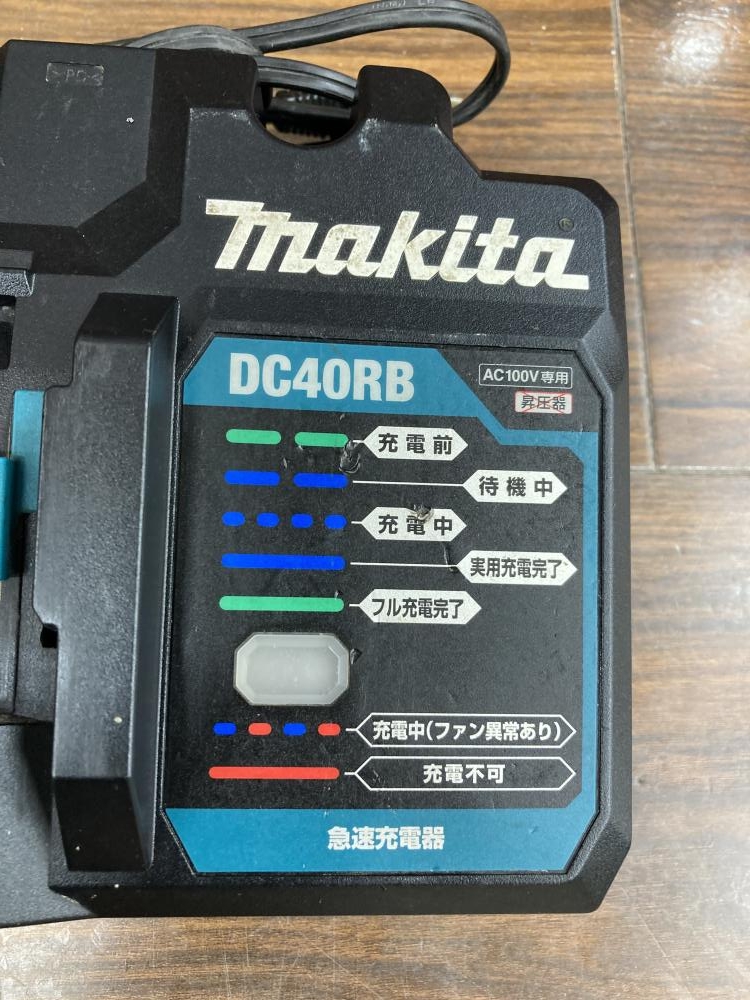 makita
DC40RB
AC100V専用
昇圧器
充電前
待機中
充電中
実用充電完了
フル充電完了
充電中(ファン異常あり)
充電不可
急速充電器